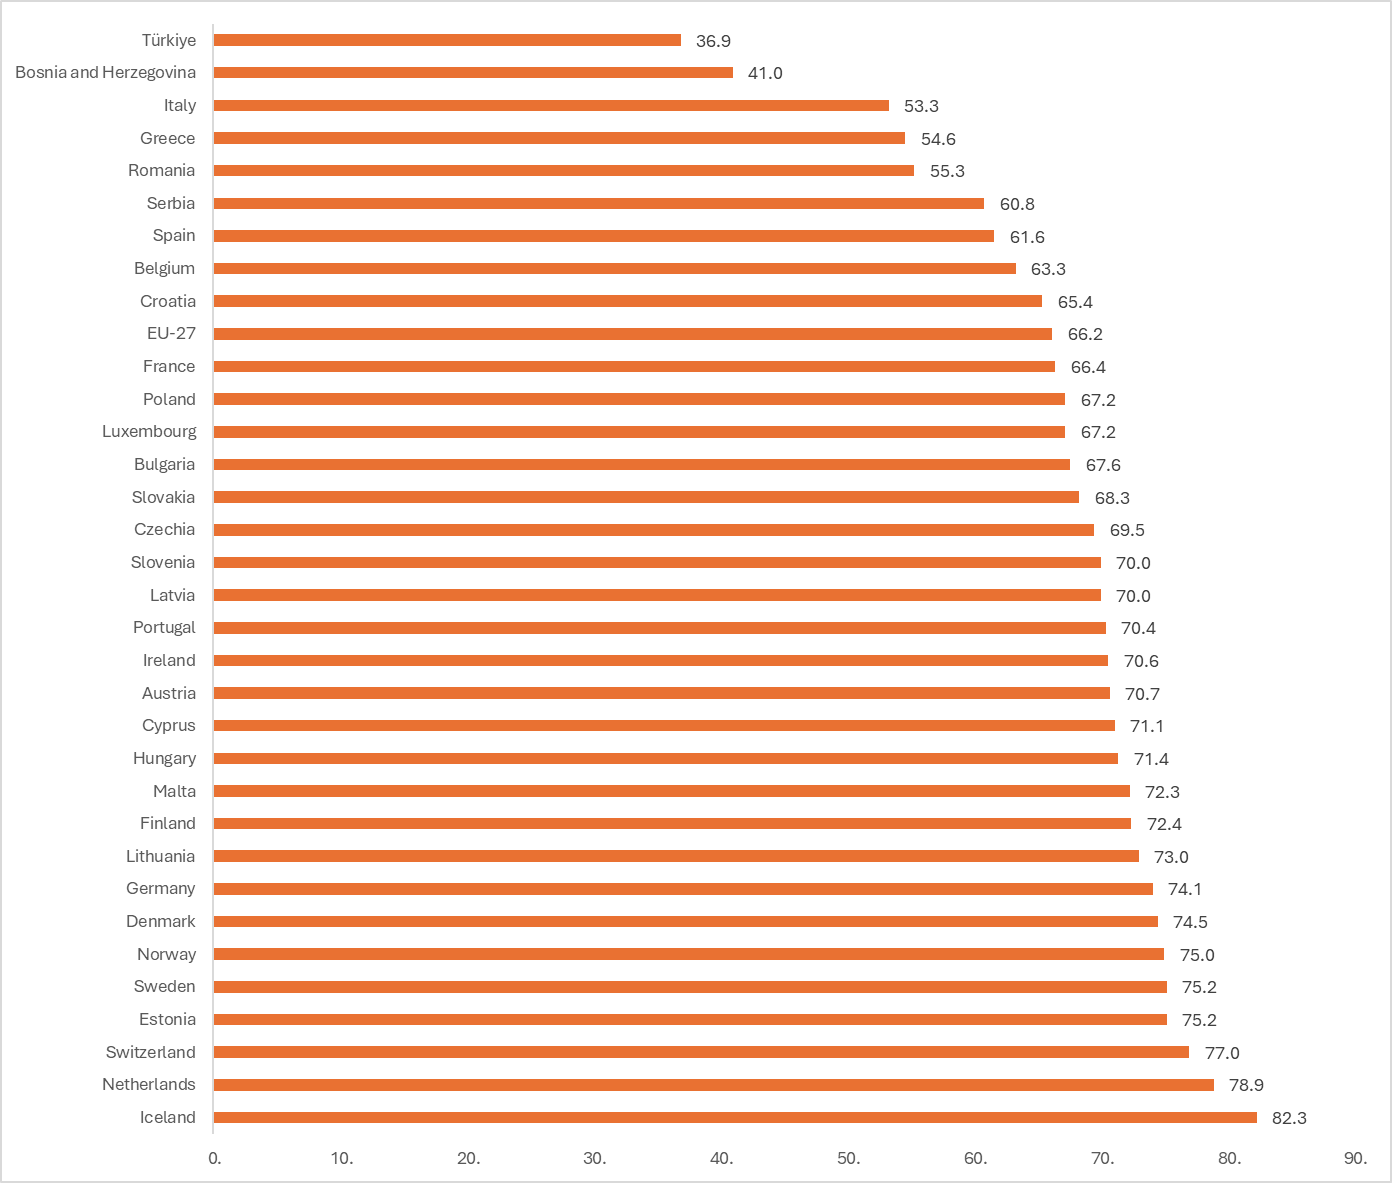 Türkiye 36.9
Bosnia and Herzegovina 41.0
Italy 53.3
Greece 54.6
Romania 55.3
Serbia 60.8
Spain 61.6
Belgium 63.3
Croatia 65.4
EU-27 66.2
France 66.4
Poland 67.2
Luxembourg 67.2
Bulgaria 67.6
Slovakia 68.3
Czechia 69.5
Slovenia 70.0
Latvia 70.0
Portugal 70.4
Ireland 70.6
Austria 70.7
Cyprus 71.1
Hungary 71.4
Malta 72.3
Finland 72.4
Lithuania 73.0
Germany 74.1
Denmark 74.5
Norway 75.0
Sweden 75.2
Estonia 75.2
Switzerland 77.0
Netherlands 78.9
Iceland 82.3
0. 10. 20. 30. 40. 50. 60. 70. 80. 90.